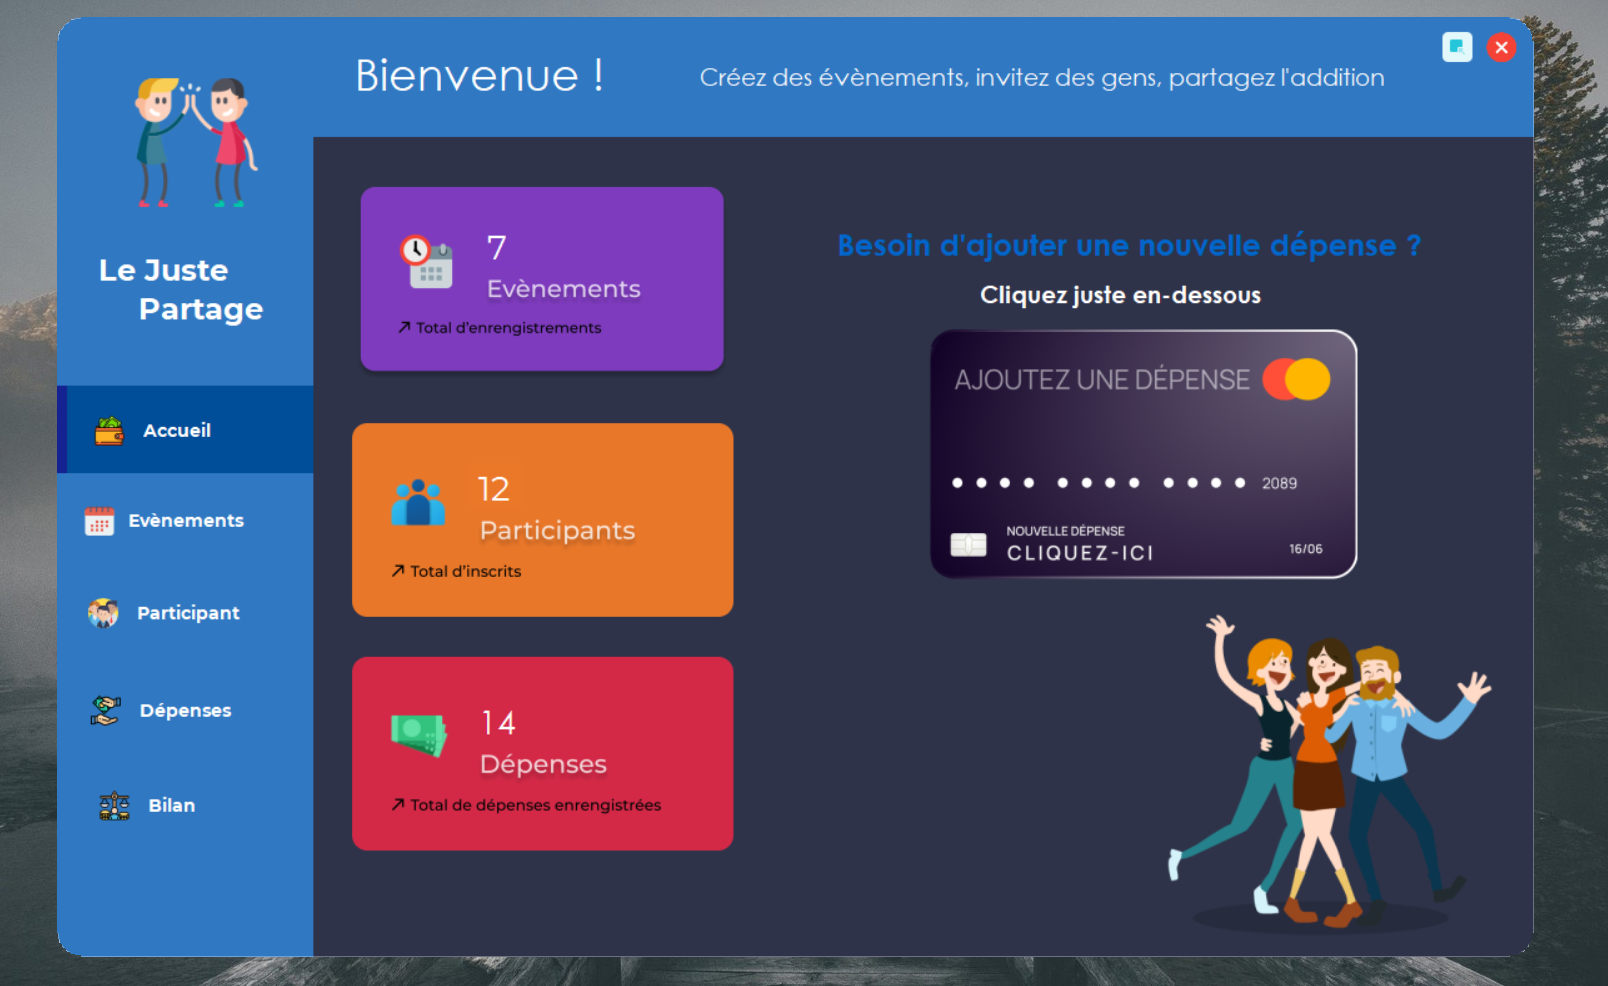 Bienvenue !
Créez des évènements, invitez des gens, partagez l'addition
Le Juste
Partage
Accueil
Evènements
Participant
Dépenses
Bilan
7
Evènements
Total d'enrengistrements
12
Participants
Total d'inscrits
14
Dépenses
Total de dépenses enrengistrées
Besoin d'ajouter une nouvelle dépense ?
Cliquez juste en-dessous
AJOUTEZ UNE DÉPENSE
2089
NOUVELLE DÉPENSE
CLIQUEZ-ICI
16/06